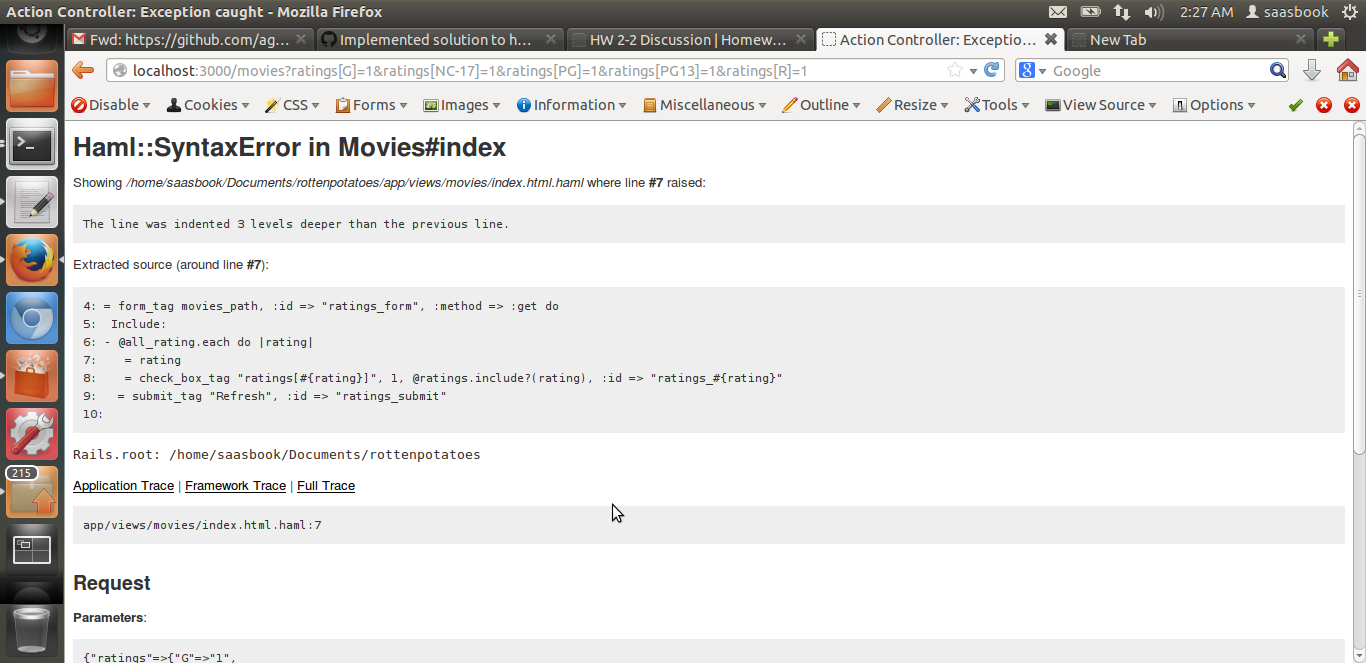 Action Controller: Exception caught - Mozilla Firefox
2:27 AM saasbook
Fwd: https://github.com/ag...
Implemented solution to h...
HW 2-2 Discussion | Homew...
Action Controller: Exceptio...
New Tab
localhost:3000/movies?ratings[G]=1&ratings[NC-17]=1&ratings[PG]=1&ratings[PG13]=1&ratings[R]=1
Google
Disable Cookies CSS Forms Images Information Miscellaneous Outline Resize Tools View Source Options
Haml::SyntaxError in Movies#index
Showing /home/saasbook/Documents/rottenpotatoes/app/views/movies/index.html.haml where line #7 raised:
The line was indented 3 levels deeper than the previous line.
Extracted source (around line #7):
4: = form_tag movies_path, :id => "ratings_form", :method => :get do
5:  Include:
6: - @all_rating.each do |rating|
7:    = rating
8:    = check_box_tag "ratings[#{rating}]", 1, @ratings.include?(rating), :id => "ratings_#{rating}"
9:   = submit_tag "Refresh", :id => "ratings_submit"
10:
Rails.root: /home/saasbook/Documents/rottenpotatoes
Application Trace | Framework Trace | Full Trace
app/views/movies/index.html.haml:7
215
Request
Parameters:
{"ratings"=>{"G"=>"1",